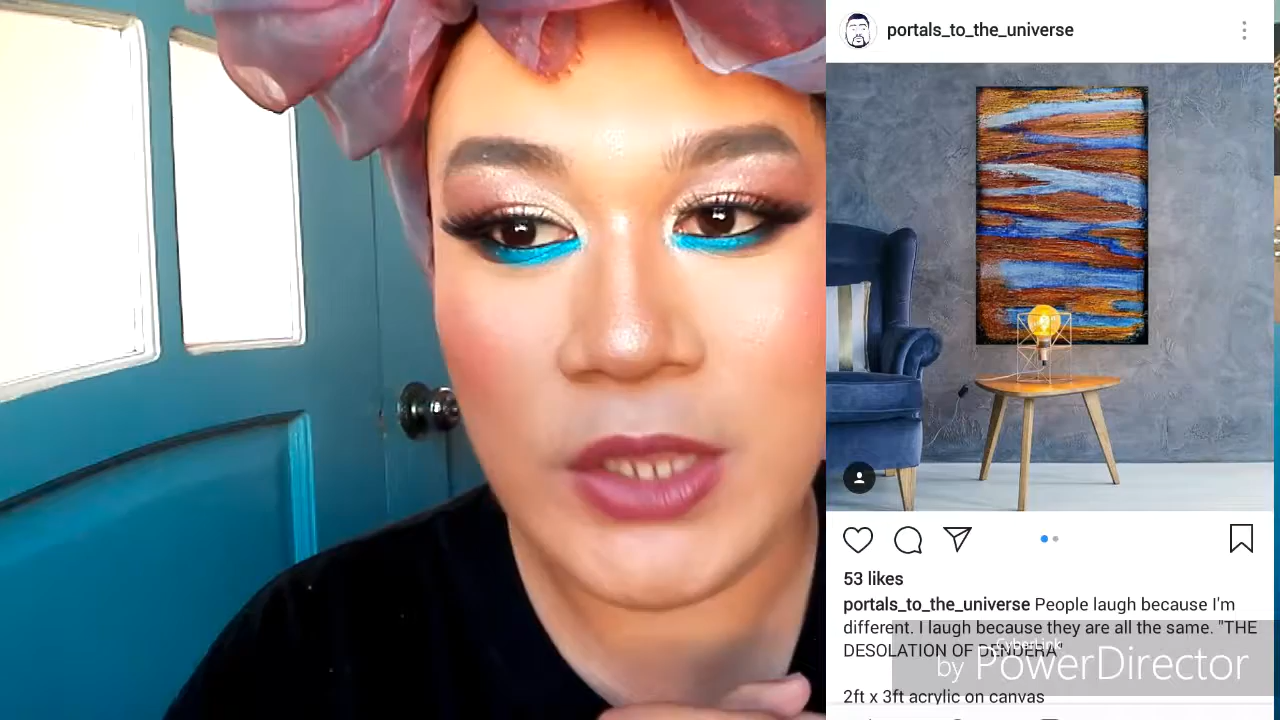 portals_to_the_universe
53 likes
portals_to_the_universe People laugh because I'm
different. I laugh because they are all the same. "THE
DESOLATION OF DENDERA"
CyberLink
by PowerDirector
2ft x 3ft acrylic on canvas